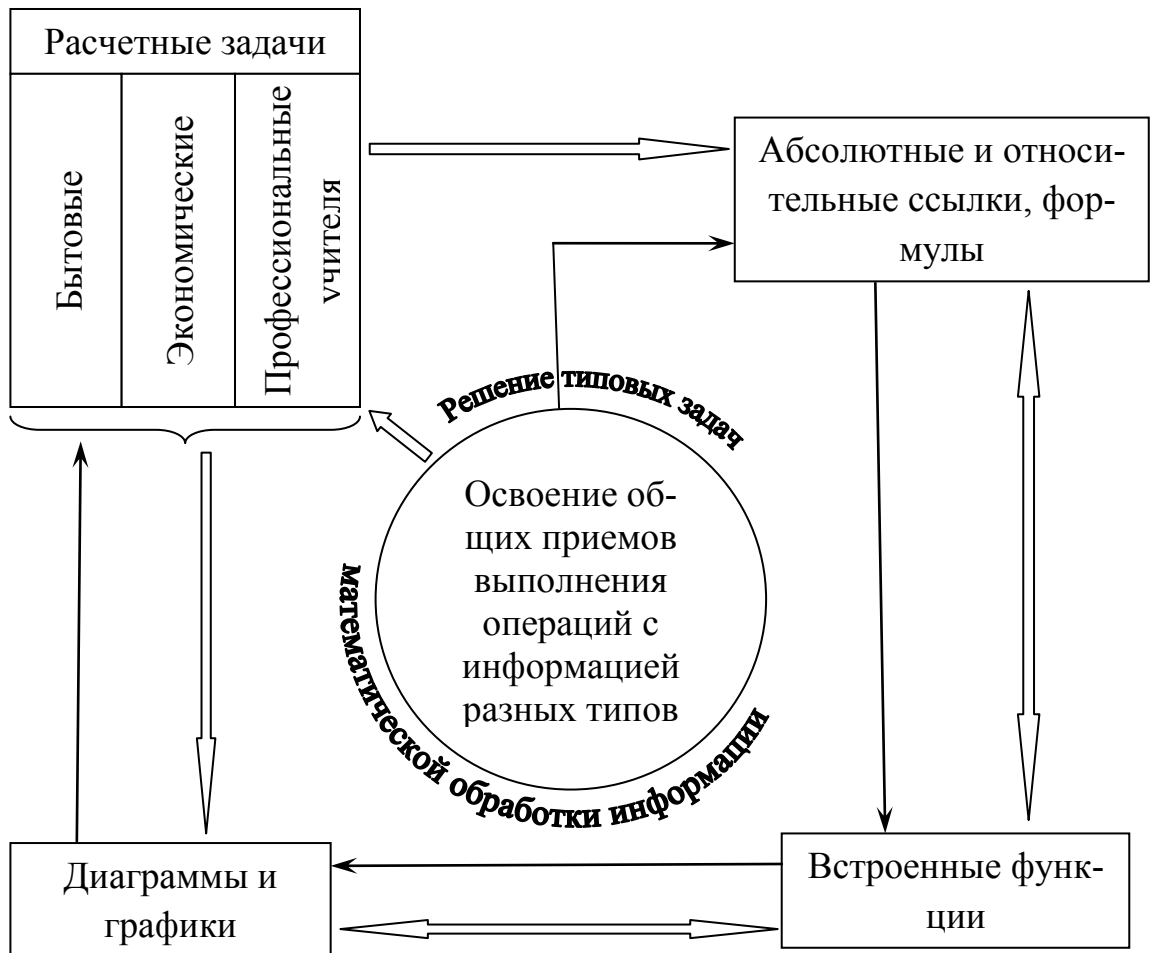 Расчетные задачи
Бытовые
Экономические
Профессиональные
учителя
Абсолютные и относи-
тельные ссылки, фор-
мулы
Решение типовых задач
Освоение об-
щих приемов
выполнения
операций с
информацией
разных типов
математической обработки информации
Диаграммы и
графики
Встроенные функ-
ции